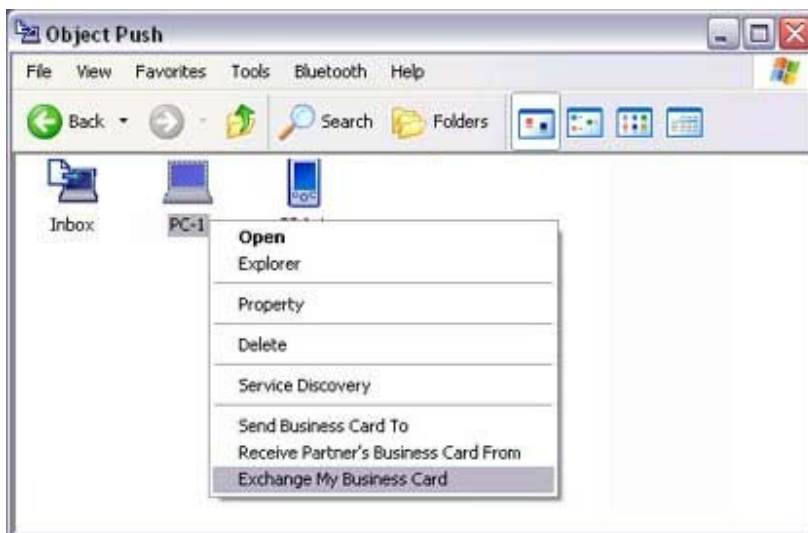 Object Push
File View Favorites Tools Bluetooth Help
Back Search Folders
Inbox PC-1
Open
Explorer
Property
Delete
Service Discovery
Send Business Card To
Receive Partner's Business Card From
Exchange My Business Card